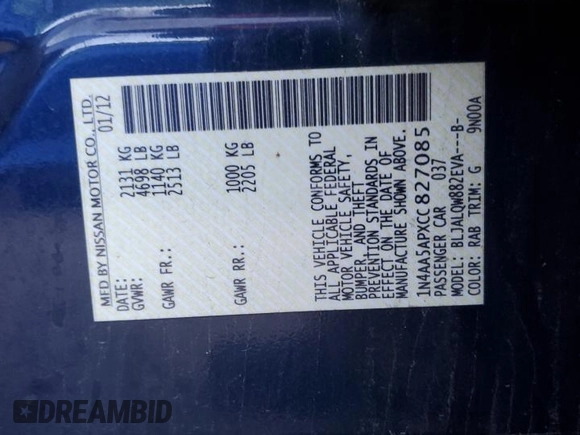 MFD BY NISSAN MOTOR CO., LTD.
DATE: 01/12
GVWR: 2131 KG
4698 LB
GAWR FR: 1140 KG
2513 LB
GAWR RR: 1000 KG
2205 LB
THIS VEHICLE CONFORMS TO
ALL APPLICABLE FEDERAL
MOTOR VEHICLE SAFETY,
BUMPER, AND THEFT
PREVENTION STANDARDS IN
EFFECT ON THE DATE OF
MANUFACTURE SHOWN ABOVE.
1N4AA5APXCC827085
PASSENGER CAR 037
MODEL: BLJALQW882EVA---B-
COLOR: RAB TRIM: G 9N00A
DREAMBID